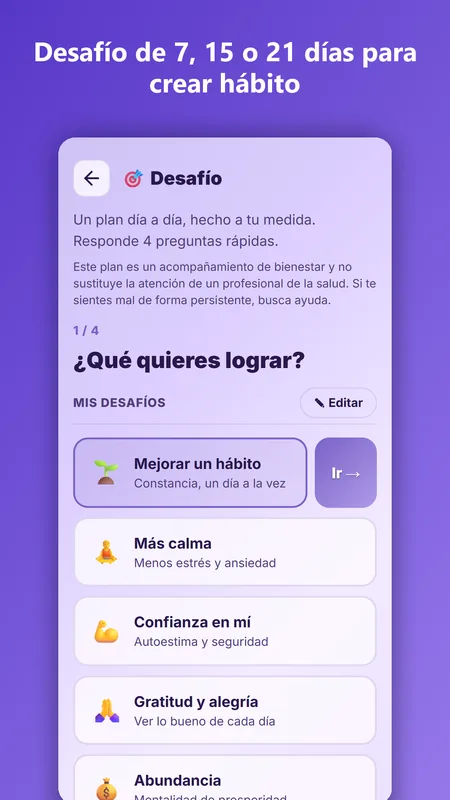 Desafío de 7, 15 o 21 días para
crear hábito
Desafío
Un plan día a día, hecho a tu medida.
Responde 4 preguntas rápidas.
Este plan es un acompañamiento de bienestar y no
sustituye la atención de un profesional de la salud. Si te
sientes mal de forma persistente, busca ayuda.
1 / 4
¿Qué quieres lograr?
MIS DESAFÍOS
Editar
Mejorar un hábito
Constancia, un día a la vez
Ir→
Más calma
Menos estrés y ansiedad
Confianza en mí
Autoestima y seguridad
Gratitud y alegría
Ver lo bueno de cada día
Abundancia
Mentalidad de prosperidad